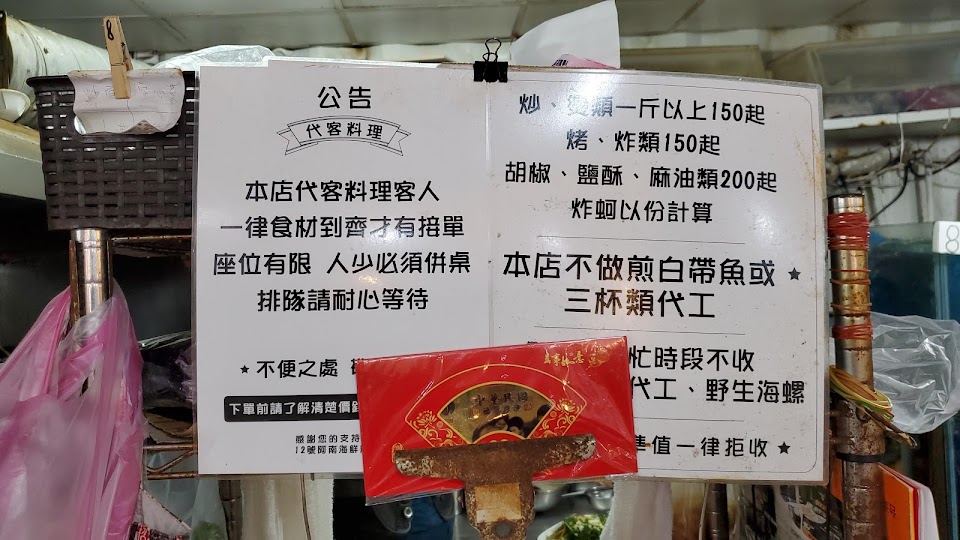 公告
代客料理
本店代客料理客人
一律食材到齊才有接單
座位有限 人少必須併桌
排隊請耐心等待
★不便之處
下單前請了解清楚價
感謝您的支持
12號閩南海鮮
炒、燙類一斤以上150起
烤、炸類150起
胡椒、鹽酥、麻油類200起
炸蚵以份計算
本店不做煎白帶魚或★
三杯類代工
忙時段不收
代工、野生海螺
值一律拒收★
8
8